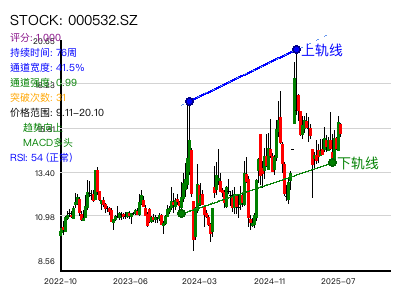 STOCK: 000532.SZ
评分: 1.000
20.65
持续时间: 76周
通道宽度: 41.5%
通道强度: 0.99
突破次数: 31
价格范围: 9.11-20.10
趋势向上
MACD多头
RSI: 54 (正常)
上轨线
下轨线
13.40
10.98
8.56
2022-10
2023-06
2024-03
2024-11
2025-07